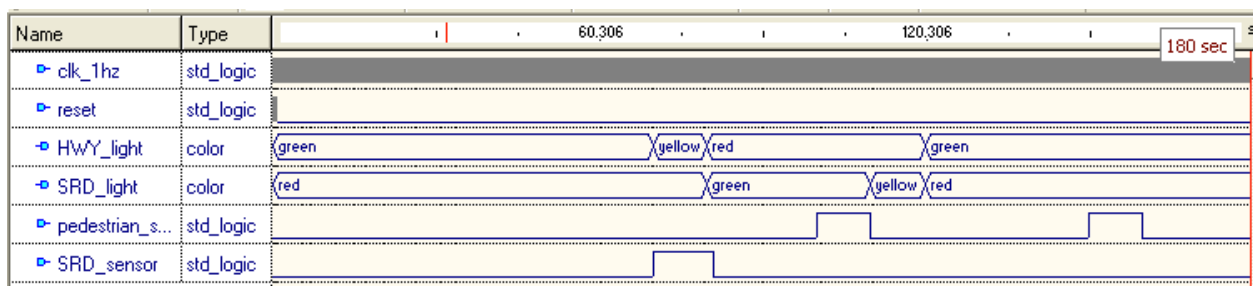 Name Type 60,306 120,306 180 sec s
clk_1hz std_logic
reset std_logic
HWY_light color green yellow red green
SRD_light color red green yellow red
pedestrian_s... std_logic
SRD_sensor std_logic